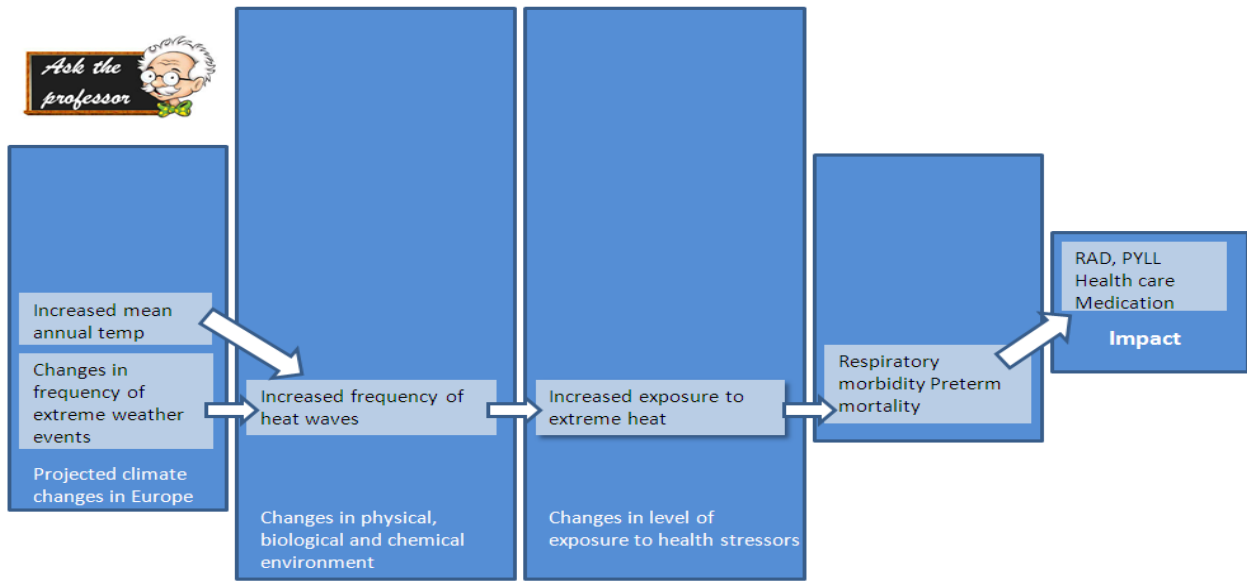 Ask the
professor
Increased mean
annual temp
Changes in
frequency of
extreme weather
events
Projected climate
changes in Europe
Increased frequency of
heat waves
Changes in physical,
biological and chemical
environment
Increased exposure to
extreme heat
Changes in level of
exposure to health stressors
Respiratory
morbidity Preterm
mortality
RAD, PYLL
Health care
Medication
Impact